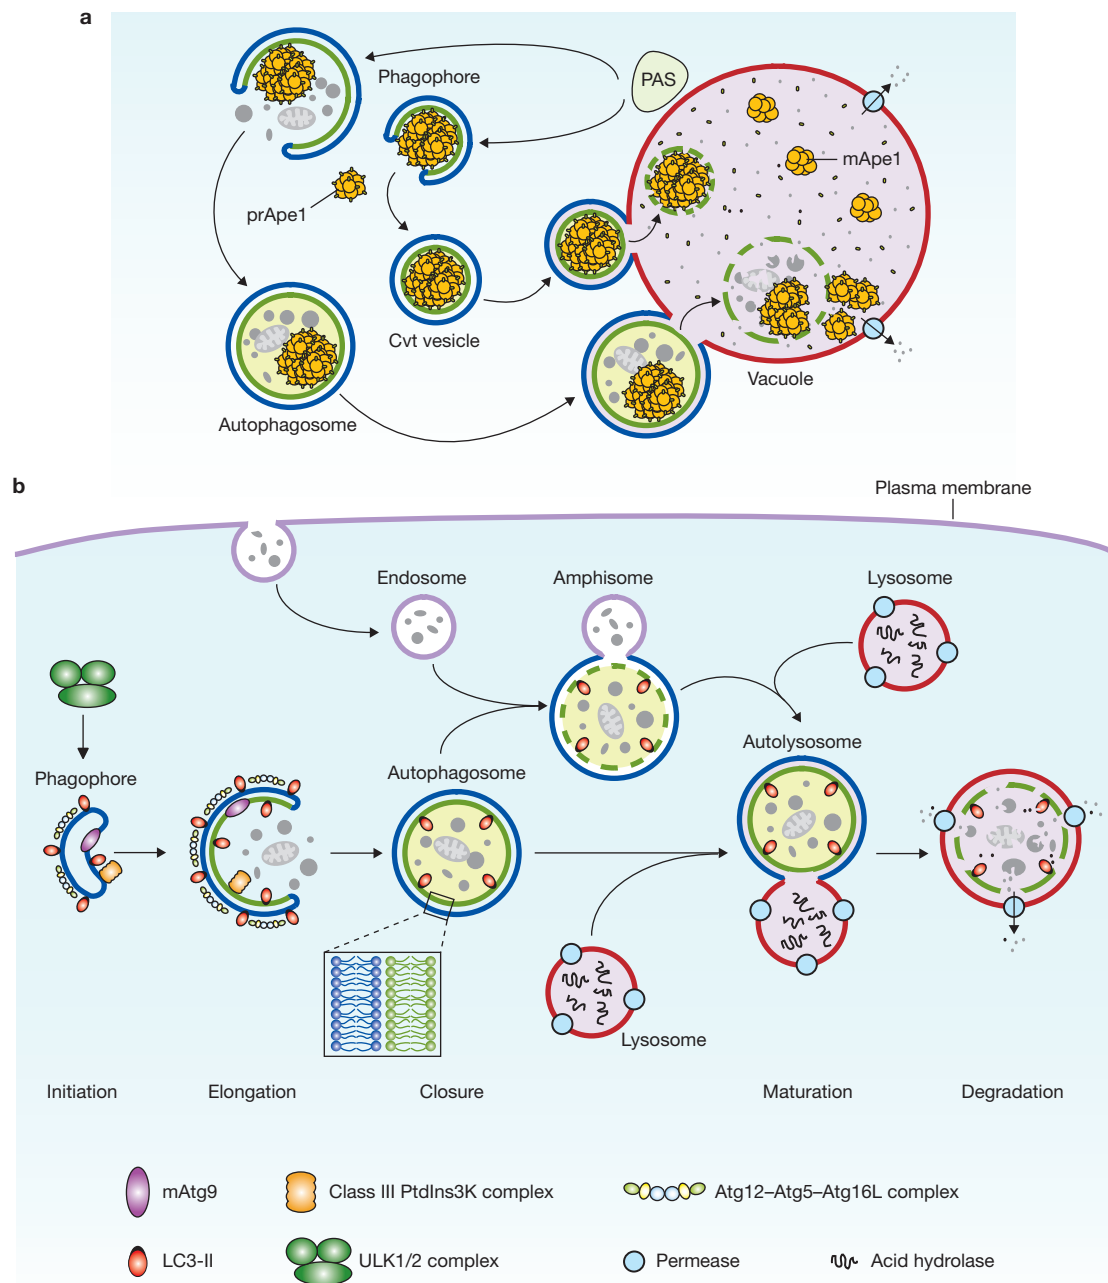 a
Phagophore
PAS
mApe1
prApe1
Cvt vesicle
Vacuole
Autophagosome
b
Plasma membrane
Endosome
Amphisome
Lysosome
Phagophore
Autophagosome
Autolysosome
Lysosome
Initiation
Elongation
Closure
Maturation
Degradation
mAtg9
Class III PtdIns3K complex
Atg12–Atg5–Atg16L complex
LC3-II
ULK1/2 complex
Permease
Acid hydrolase